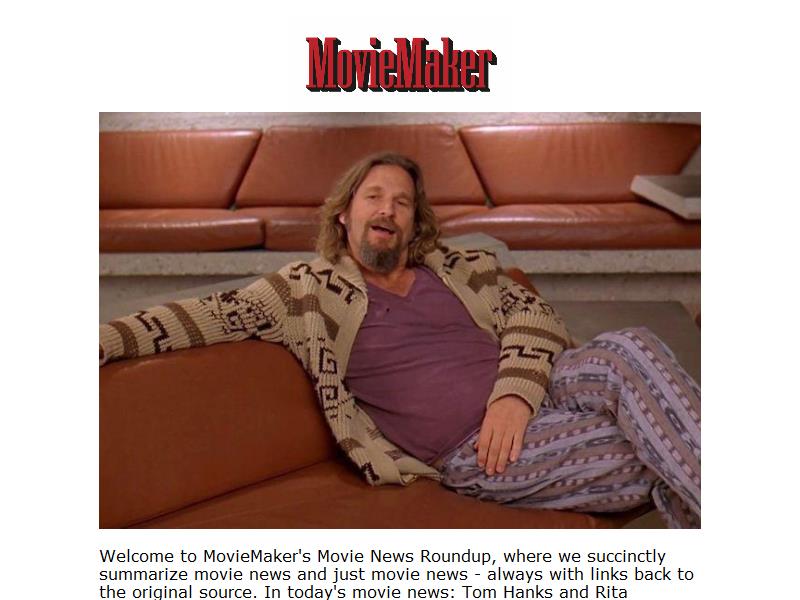 MovieMaker
Welcome to MovieMaker's Movie News Roundup, where we succinctly
summarize movie news and just movie news - always with links back to
the original source. In today's movie news: Tom Hanks and Rita